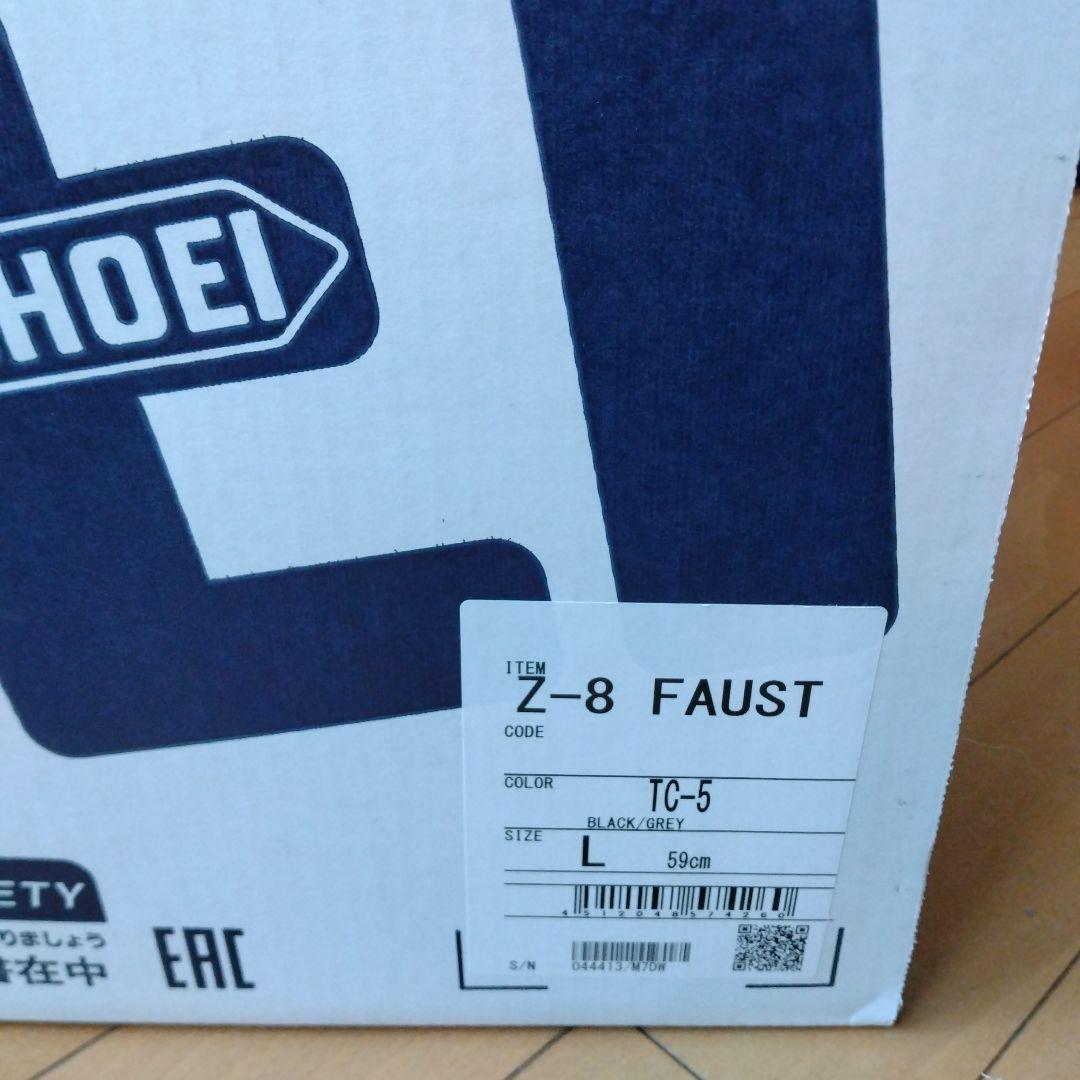 SHOEI
ITEM
Z-8 FAUST
CODE
COLOR
TC-5
BLACK/GREY
SIZE
L 59cm
4512048574260
S/N 044413/M7DW
ETY
りましょう
在中
EAC